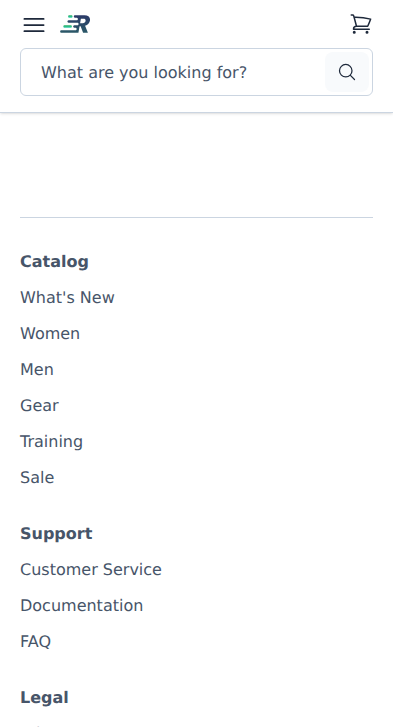 R
What are you looking for?
Catalog
What's New
Women
Men
Gear
Training
Sale
Support
Customer Service
Documentation
FAQ
Legal